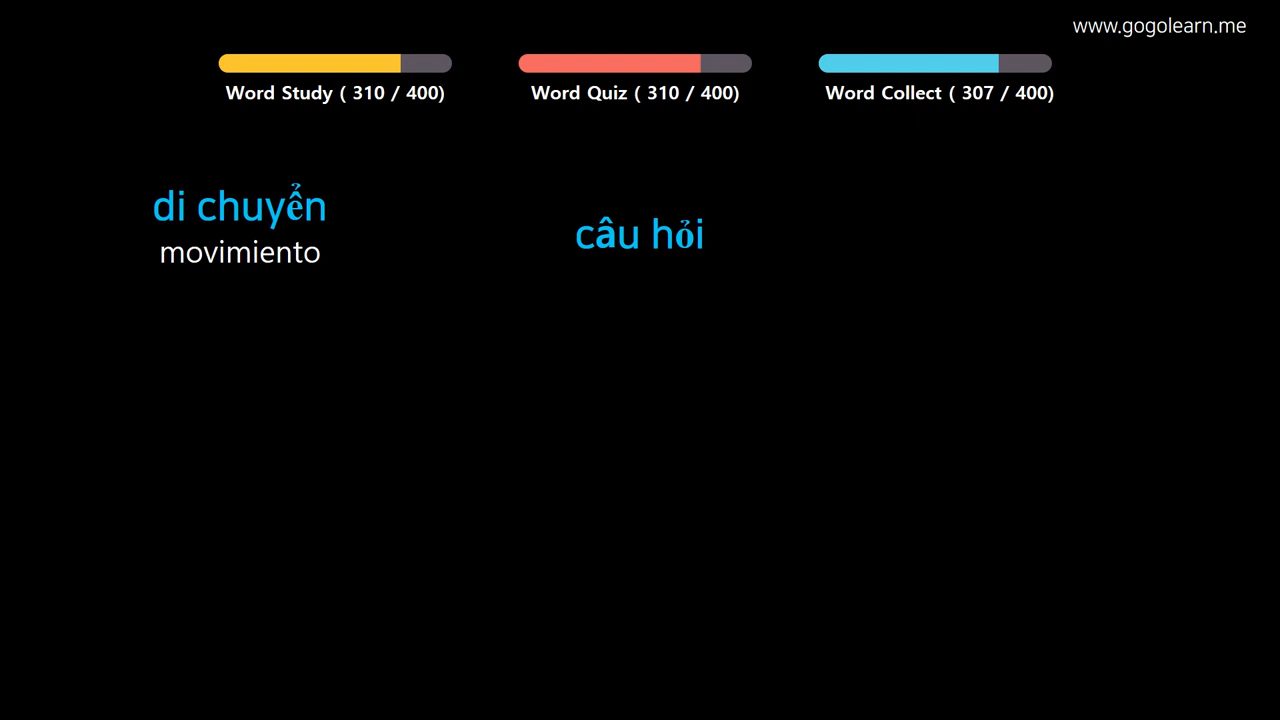 www.gogolearn.me
Word Study ( 310 / 400)
Word Quiz ( 310 / 400)
Word Collect ( 307 / 400)
di chuyển
movimiento
câu hỏi